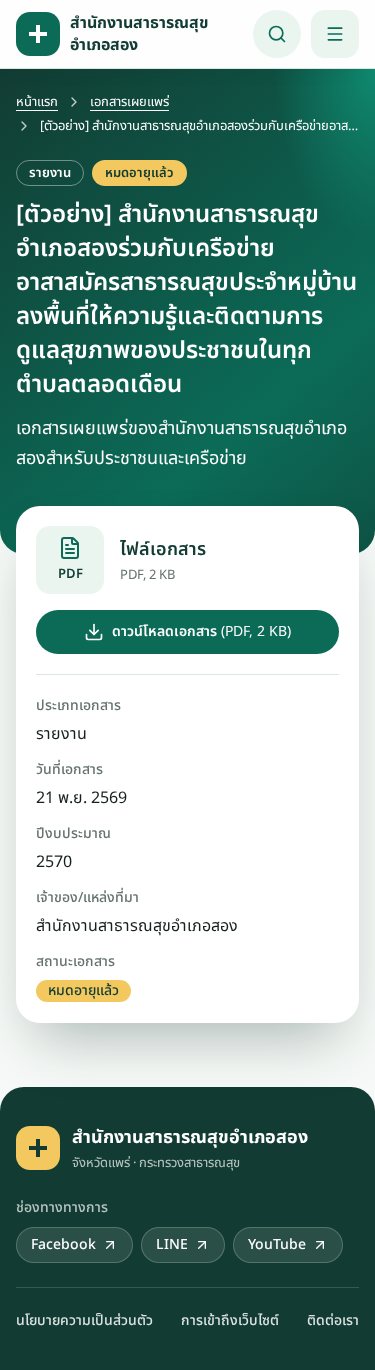 สำนักงานสาธารณสุข
อำเภอสอง
หน้าแรก
เอกสารเผยแพร่
[ตัวอย่าง] สำนักงานสาธารณสุขอำเภอสองร่วมกับเครือข่ายอาส...
รายงาน
หมดอายุแล้ว
[ตัวอย่าง] สำนักงานสาธารณสุข
อำเภอสองร่วมกับเครือข่าย
อาสาสมัครสาธารณสุขประจำหมู่บ้าน
ลงพื้นที่ให้ความรู้และติดตามการ
ดูแลสุขภาพของประชาชนในทุก
ตำบลตลอดเดือน
เอกสารเผยแพร่ของสำนักงานสาธารณสุขอำเภอ
สองสำหรับประชาชนและเครือข่าย
PDF
ไฟล์เอกสาร
PDF, 2 KB
ดาวน์โหลดเอกสาร (PDF, 2 KB)
ประเภทเอกสาร
รายงาน
วันที่เอกสาร
21 พ.ย. 2569
ปีงบประมาณ
2570
เจ้าของ/แหล่งที่มา
สำนักงานสาธารณสุขอำเภอสอง
สถานะเอกสาร
หมดอายุแล้ว
สำนักงานสาธารณสุขอำเภอสอง
จังหวัดแพร่ · กระทรวงสาธารณสุข
ช่องทางทางการ
Facebook
LINE
YouTube
นโยบายความเป็นส่วนตัว
การเข้าถึงเว็บไซต์
ติดต่อเรา